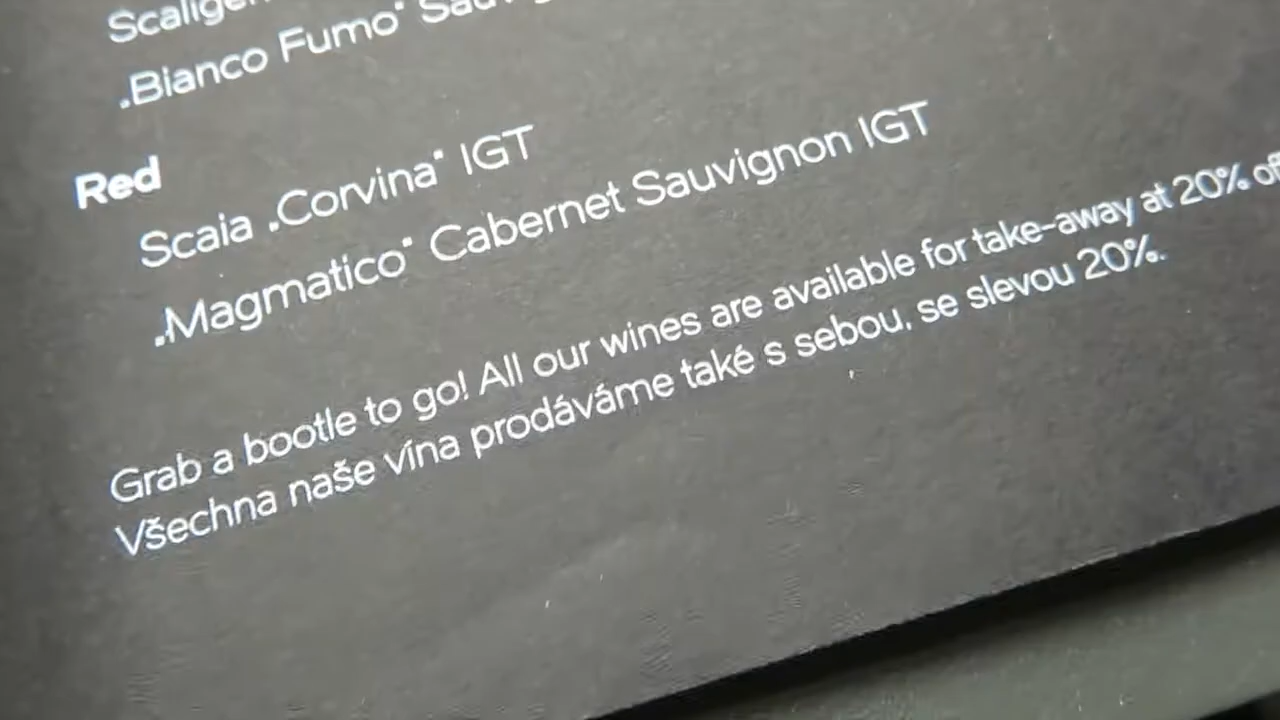 .Bianco Fumo"
Red
Scaia „Corvina" IGT
„Magmatico" Cabernet Sauvignon IGT
Grab a bootle to go! All our wines are available for take-away at 20%
Všechna naše vína prodáváme také s sebou, se slevou 20%.